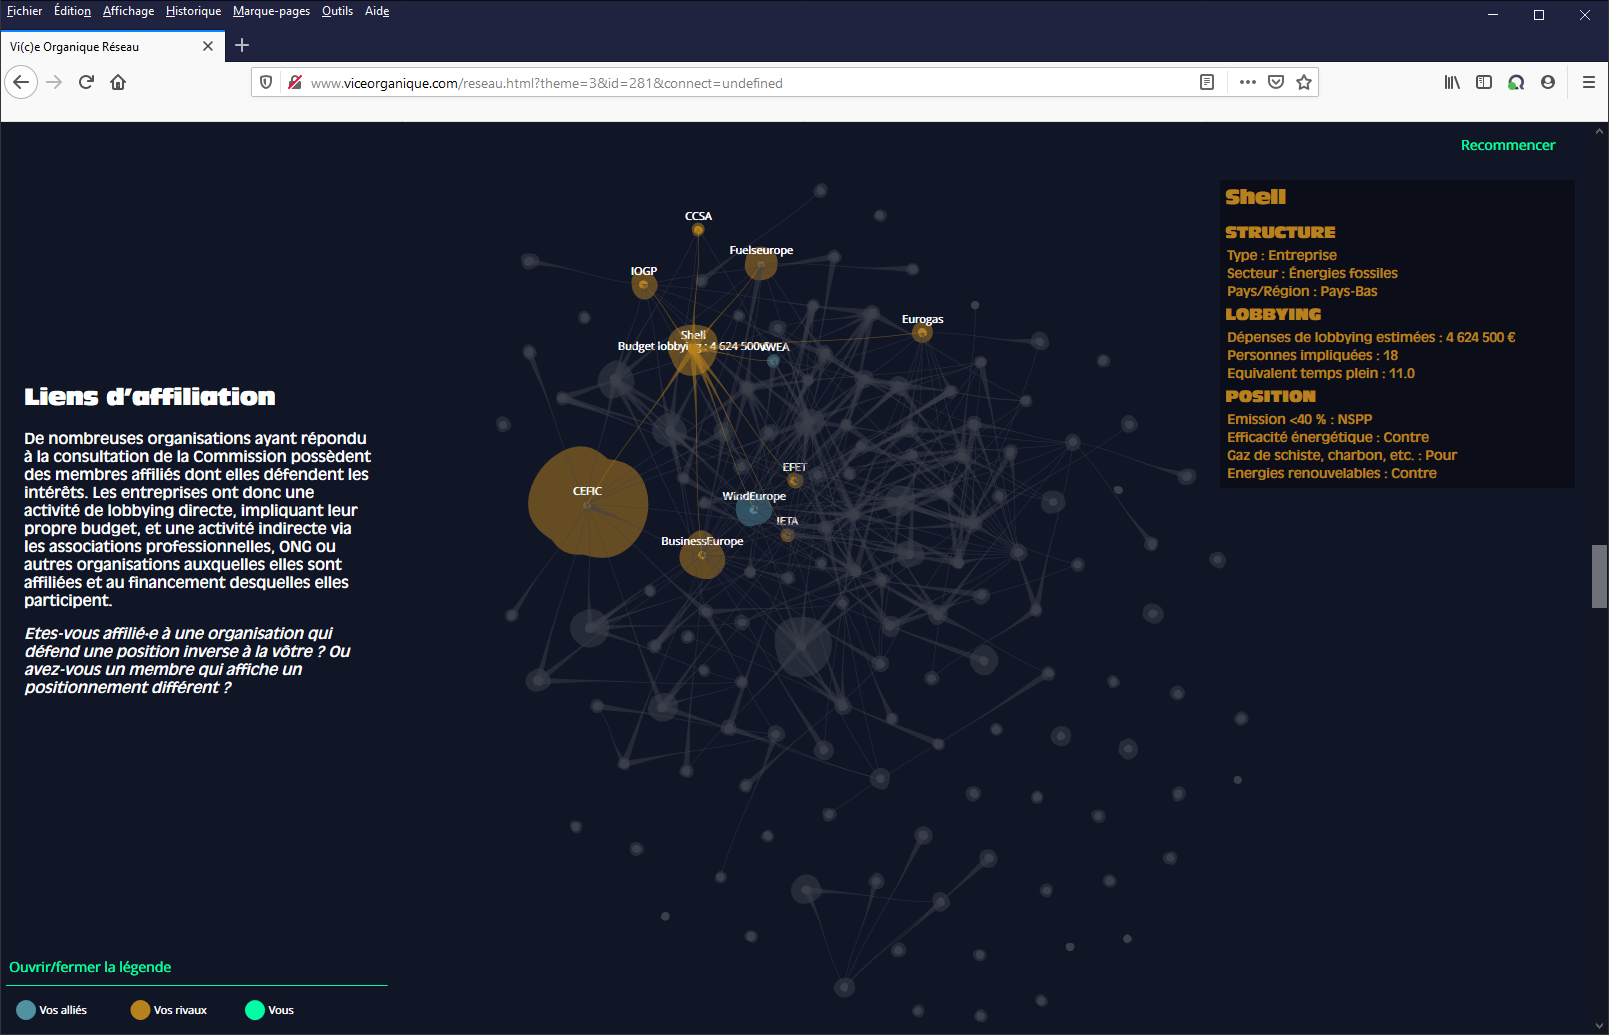 Fichier Édition Affichage Historique Marque-pages Outils Aide
Vi(c)e Organique Réseau
www.viceorganique.com/reseau.html?theme=3&id=281&connect=undefined
Recommencer
Liens d'affiliation
De nombreuses organisations ayant répondu
à la consultation de la Commission possèdent
des membres affiliés dont elles défendent les
intérêts. Les entreprises ont donc une
activité de lobbying directe, impliquant leur
propre budget, et une activité indirecte via
les associations professionnelles, ONG ou
autres organisations auxquelles elles sont
affiliées et au financement desquelles elles
participent.
Etes-vous affilié·e à une organisation qui
défend une position inverse à la vôtre ? Ou
avez-vous un membre qui affiche un
positionnement différent ?
CCSA
Fuelseurope
IOGP
Eurogas
Shell
Budget lobbying : 4 624 500 €
WWEA
CEFIC
EFET
WindEurope
IETA
BusinessEurope
Shell
STRUCTURE
Type : Entreprise
Secteur : Énergies fossiles
Pays/Région : Pays-Bas
LOBBYING
Dépenses de lobbying estimées : 4 624 500 €
Personnes impliquées : 18
Equivalent temps plein : 11.0
POSITION
Emission <40 % : NSPP
Efficacité énergétique : Contre
Gaz de schiste, charbon, etc. : Pour
Energies renouvelables : Contre
Ouvrir/fermer la légende
Vos alliés Vos rivaux Vous